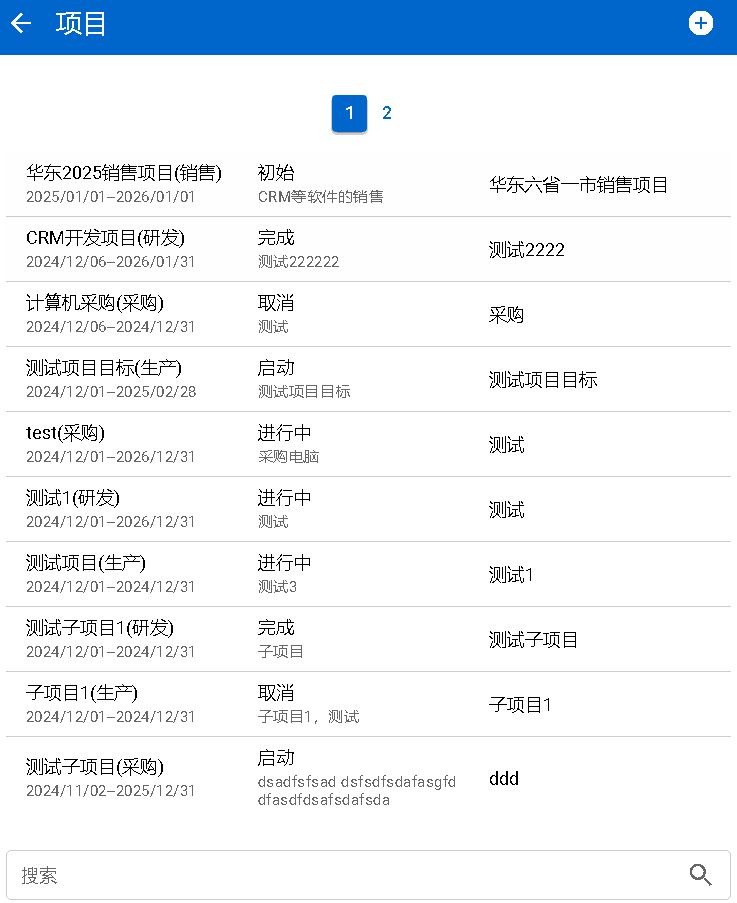 项目
1 2
华东2025销售项目(销售)
2025/01/01–2026/01/01
初始
CRM等软件的销售
华东六省一市销售项目
CRM开发项目(研发)
2024/12/06–2026/01/31
完成
测试222222
测试2222
计算机采购(采购)
2024/12/06–2024/12/31
取消
测试
采购
测试项目目标(生产)
2024/12/01–2025/02/28
启动
测试项目目标
测试项目目标
test(采购)
2024/12/01–2026/12/31
进行中
采购电脑
测试
测试1(研发)
2024/12/01–2026/12/31
进行中
测试
测试
测试项目(生产)
2024/12/01–2024/12/31
进行中
测试3
测试1
测试子项目1(研发)
2024/12/01–2024/12/31
完成
子项目
测试子项目
子项目1(生产)
2024/12/01–2024/12/31
取消
子项目1，测试
子项目1
测试子项目(采购)
2024/11/02–2025/12/31
启动
dsadfsfsad dsfsdfsdafasgfd
dfasdfdsafsdafsda
ddd
搜索